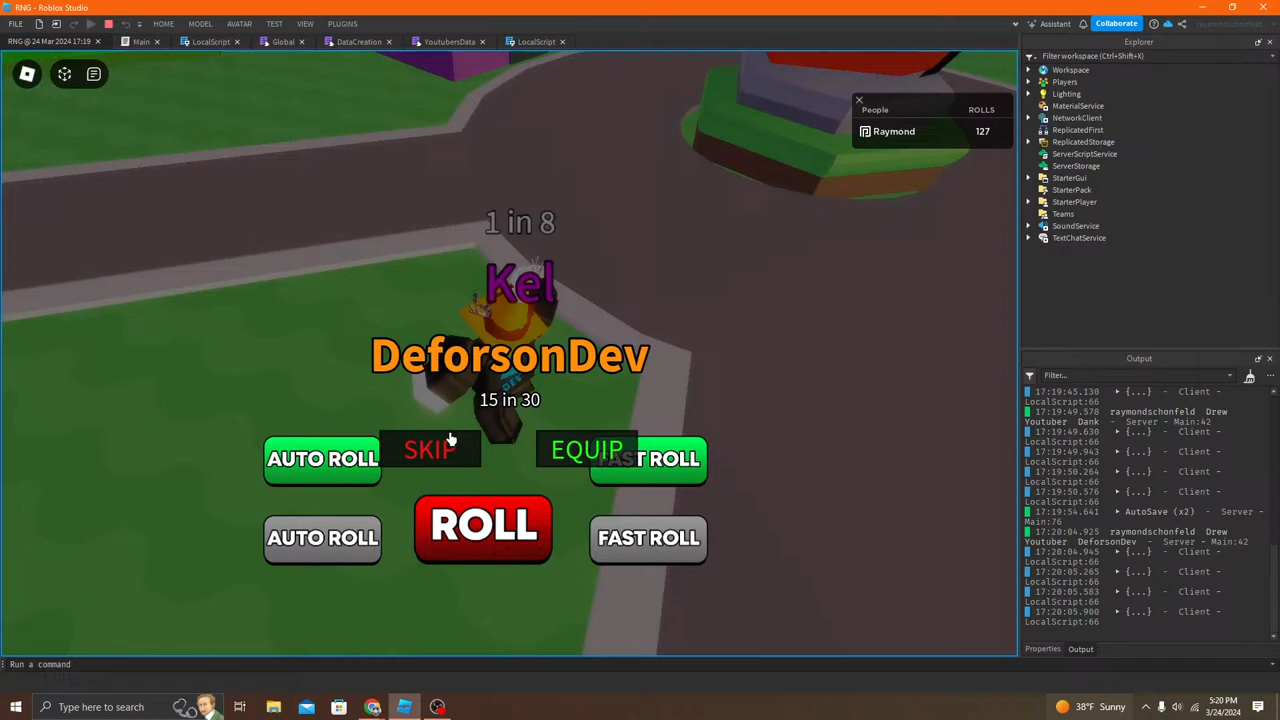 RNG - Roblox Studio
FILE HOME MODEL AVATAR TEST VIEW PLUGINS
Assistant Collaborate raymondschonfeld
RNG @ 24 Mar 2024 17:19 Main LocalScript Global DataCreation YoutubersData LocalScript
People ROLLS
Raymond 127
1 in 8
Kel
DeforsonDev
15 in 30
SKIP EQUIP
AUTO ROLL FAST ROLL
ROLL
AUTO ROLL FAST ROLL
Explorer
Filter workspace (Ctrl+Shift+X)
Workspace
Players
Lighting
MaterialService
NetworkClient
ReplicatedFirst
ReplicatedStorage
ServerScriptService
ServerStorage
StarterGui
StarterPack
StarterPlayer
Teams
SoundService
TextChatService
Output
Filter...
17:19:45.130 {...} - Client -
LocalScript:66
17:19:49.578 raymondschonfeld Drew
Youtuber Dank - Server - Main:42
17:19:49.630 {...} - Client -
LocalScript:66
17:19:49.943 {...} - Client -
LocalScript:66
17:19:50.264 {...} - Client -
LocalScript:66
17:19:50.576 {...} - Client -
LocalScript:66
17:19:54.641 AutoSave (x2) - Server -
Main:76
17:20:04.925 raymondschonfeld Drew
Youtuber DeforsonDev - Server - Main:42
17:20:04.945 {...} - Client -
LocalScript:66
17:20:05.265 {...} - Client -
LocalScript:66
17:20:05.583 {...} - Client -
LocalScript:66
17:20:05.900 {...} - Client -
LocalScript:66
Properties Output
Run a command
Type here to search
38°F Sunny
5:20 PM
3/24/2024